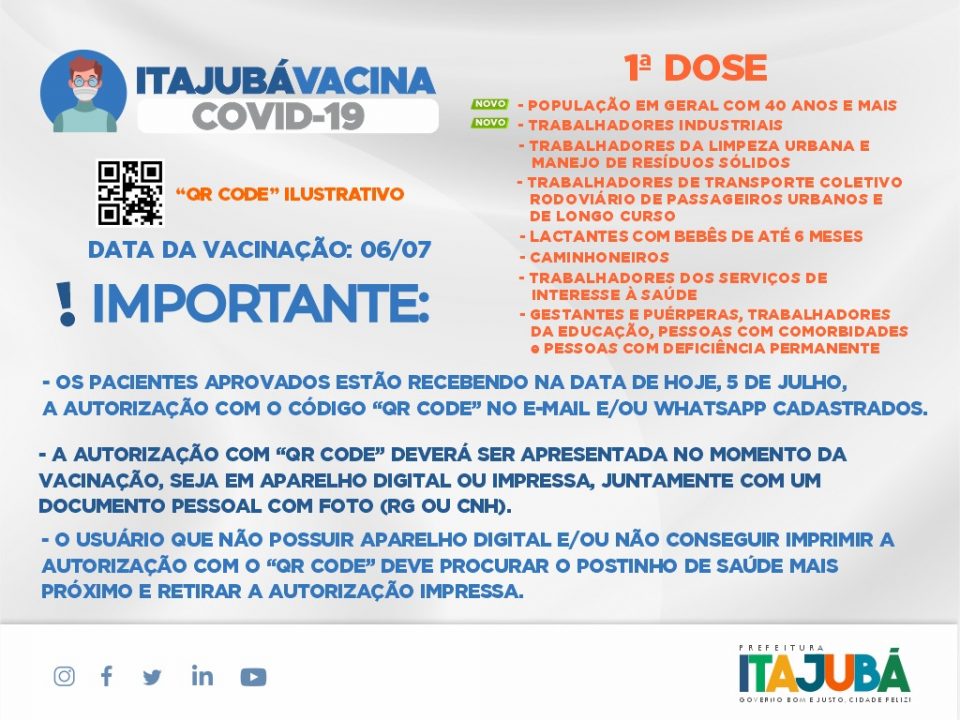 ITAJUBÁVACINA
COVID-19
"QR CODE" ILUSTRATIVO
DATA DA VACINAÇÃO: 06/07
! IMPORTANTE:
1ª DOSE
NOVO - POPULAÇÃO EM GERAL COM 40 ANOS E MAIS
NOVO - TRABALHADORES INDUSTRIAIS
- TRABALHADORES DA LIMPEZA URBANA E
MANEJO DE RESÍDUOS SÓLIDOS
- TRABALHADORES DE TRANSPORTE COLETIVO
RODOVIÁRIO DE PASSAGEIROS URBANOS E
DE LONGO CURSO
- LACTANTES COM BEBÊS DE ATÉ 6 MESES
- CAMINHONEIROS
- TRABALHADORES DOS SERVIÇOS DE
INTERESSE À SAÚDE
- GESTANTES E PUÉRPERAS, TRABALHADORES
DA EDUCAÇÃO, PESSOAS COM COMORBIDADES
e PESSOAS COM DEFICIÊNCIA PERMANENTE
- OS PACIENTES APROVADOS ESTÃO RECEBENDO NA DATA DE HOJE, 5 DE JULHO,
A AUTORIZAÇÃO COM O CÓDIGO "QR CODE" NO E-MAIL E/OU WHATSAPP CADASTRADOS.
- A AUTORIZAÇÃO COM "QR CODE" DEVERÁ SER APRESENTADA NO MOMENTO DA
VACINAÇÃO, SEJA EM APARELHO DIGITAL OU IMPRESSA, JUNTAMENTE COM UM
DOCUMENTO PESSOAL COM FOTO (RG OU CNH).
- O USUÁRIO QUE NÃO POSSUIR APARELHO DIGITAL E/OU NÃO CONSEGUIR IMPRIMIR A
AUTORIZAÇÃO COM O "QR CODE" DEVE PROCURAR O POSTINHO DE SAÚDE MAIS
PRÓXIMO E RETIRAR A AUTORIZAÇÃO IMPRESSA.
PREFEITURA
ITAJUBÁ
GOVERNO BOM E JUSTO. CIDADE FELIZ!